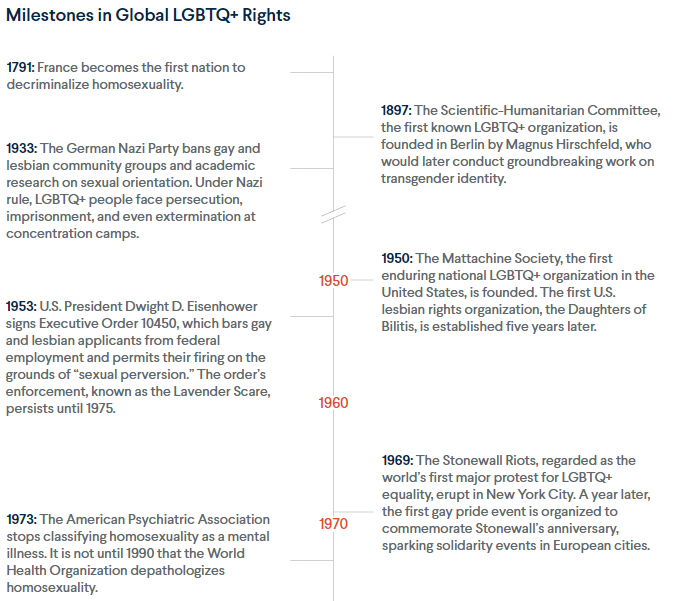 Milestones in Global LGBTQ+ Rights
1791: France becomes the first nation to
decriminalize homosexuality.
1897: The Scientific-Humanitarian Committee,
the first known LGBTQ+ organization, is
founded in Berlin by Magnus Hirschfeld, who
would later conduct groundbreaking work on
transgender identity.
1933: The German Nazi Party bans gay and
lesbian community groups and academic
research on sexual orientation. Under Nazi
rule, LGBTQ+ people face persecution,
imprisonment, and even extermination at
concentration camps.
1950
1950: The Mattachine Society, the first
enduring national LGBTQ+ organization in the
United States, is founded. The first U.S.
lesbian rights organization, the Daughters of
Bilitis, is established five years later.
1953: U.S. President Dwight D. Eisenhower
signs Executive Order 10450, which bars gay
and lesbian applicants from federal
employment and permits their firing on the
grounds of “sexual perversion.” The order’s
enforcement, known as the Lavender Scare,
persists until 1975.
1960
1969: The Stonewall Riots, regarded as the
world’s first major protest for LGBTQ+
equality, erupt in New York City. A year later,
the first gay pride event is organized to
commemorate Stonewall’s anniversary,
sparking solidarity events in European cities.
1970
1973: The American Psychiatric Association
stops classifying homosexuality as a mental
illness. It is not until 1990 that the World
Health Organization depathologizes
homosexuality.